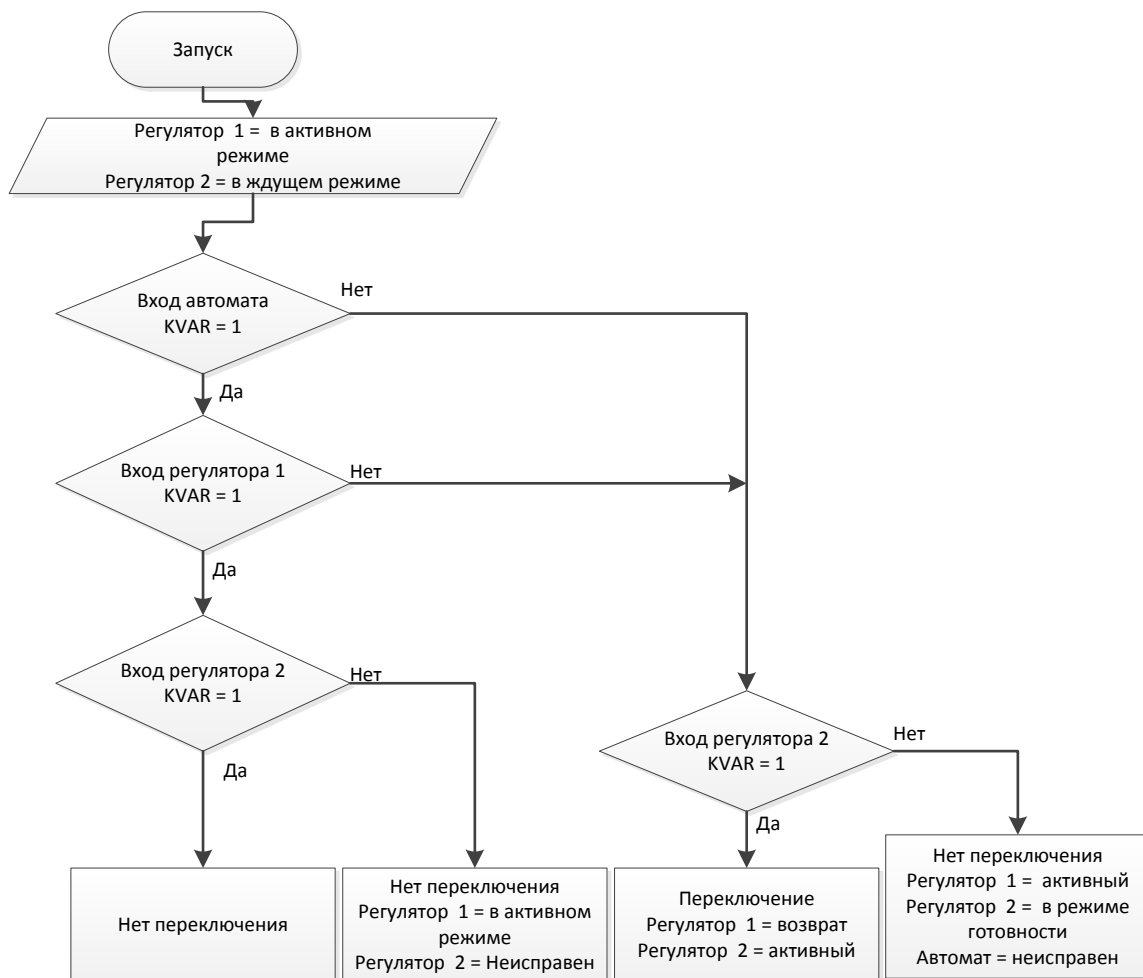 Запуск
Регулятор 1 = в активном
режиме
Регулятор 2 = в ждущем режиме
Вход автомата
KVAR = 1
Нет
Да
Вход регулятора 1
KVAR = 1
Нет
Да
Вход регулятора 2
KVAR = 1
Нет
Да
Вход регулятора 2
KVAR = 1
Нет
Да
Нет переключения
Нет переключения
Регулятор 1 = в активном
режиме
Регулятор 2 = Неисправен
Переключение
Регулятор 1 = возврат
Регулятор 2 = активный
Нет переключения
Регулятор 1 = активный
Регулятор 2 = в режиме
готовности
Автомат = неисправен